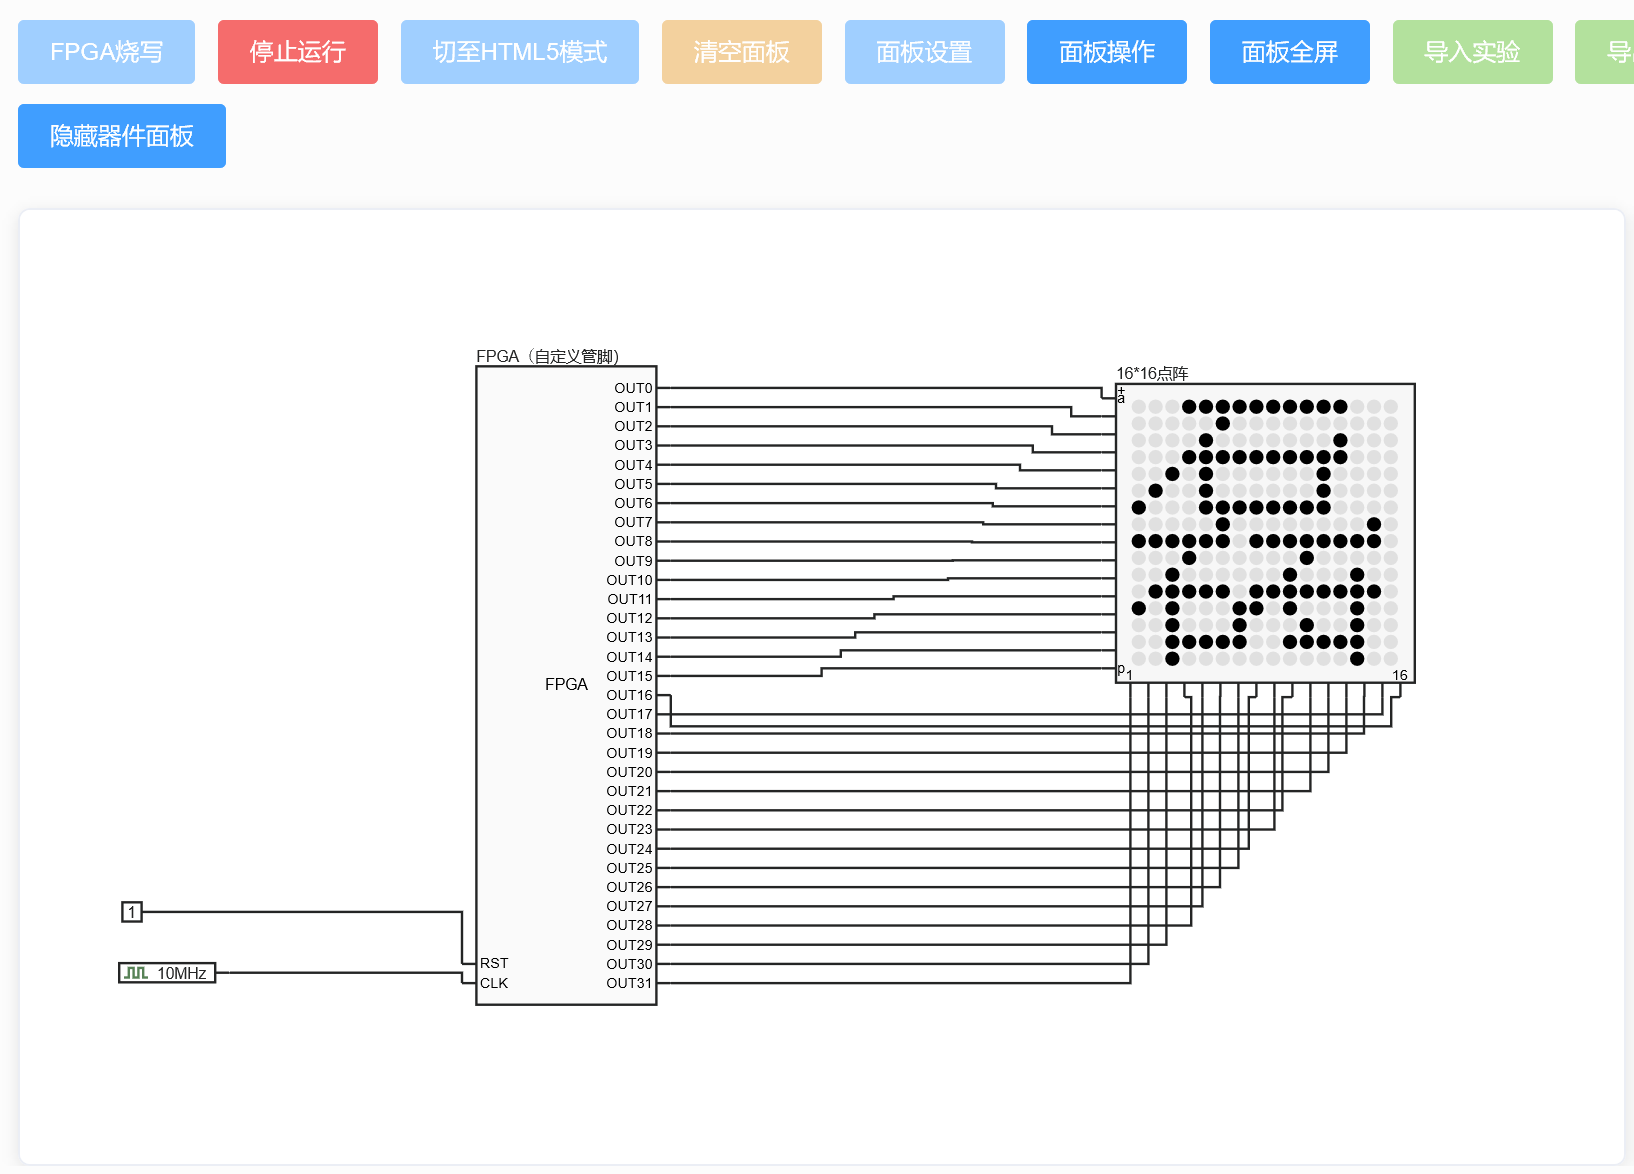 FPGA烧写 停止运行 切至HTML5模式 清空面板 面板设置 面板操作 面板全屏 导入实验
隐藏器件面板
FPGA（自定义管脚)
16*16点阵
OUT0
+
a
OUT1
OUT2
OUT3
OUT4
OUT5
OUT6
OUT7
OUT8
OUT9
OUT10
OUT11
OUT12
OUT13
OUT14
OUT15
p 1 16
FPGA
OUT16
OUT17
OUT18
OUT19
OUT20
OUT21
OUT22
OUT23
OUT24
OUT25
OUT26
OUT27
OUT28
OUT29
1
RST OUT30
10MHz
CLK OUT31